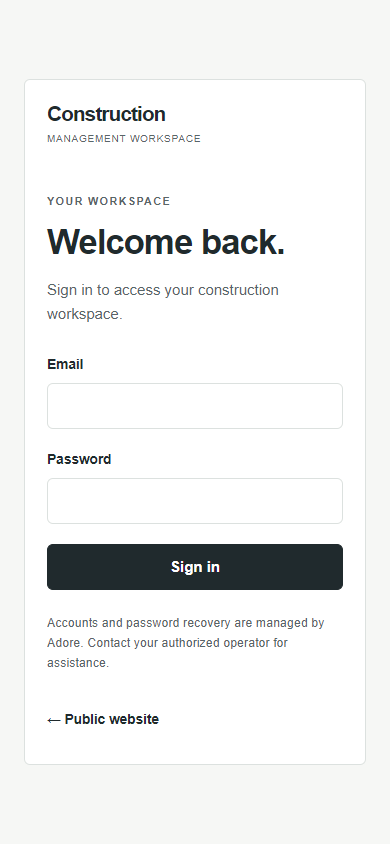 Construction
MANAGEMENT WORKSPACE
YOUR WORKSPACE
Welcome back.
Sign in to access your construction
workspace.
Email
Password
Sign in
Accounts and password recovery are managed by
Adore. Contact your authorized operator for
assistance.
← Public website